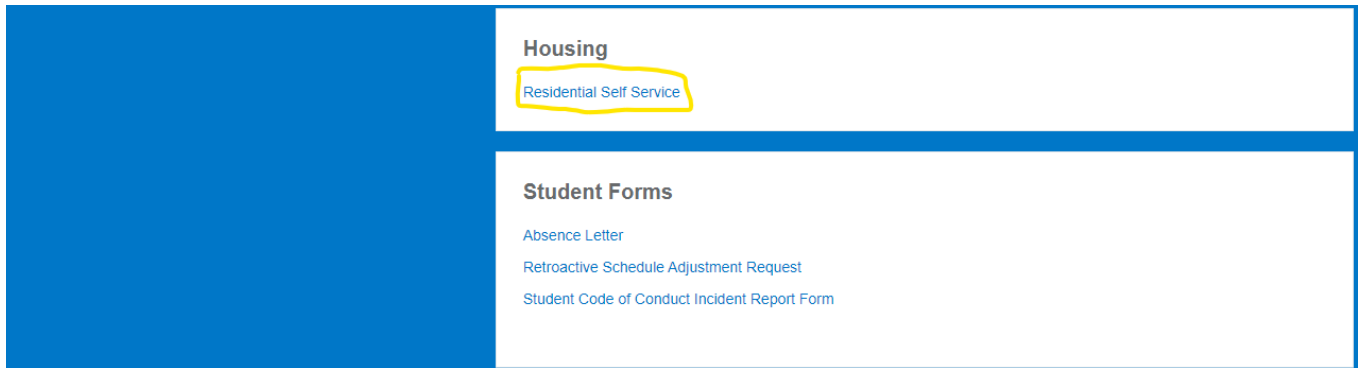 Housing
Residential Self Service
Student Forms
Absence Letter
Retroactive Schedule Adjustment Request
Student Code of Conduct Incident Report Form